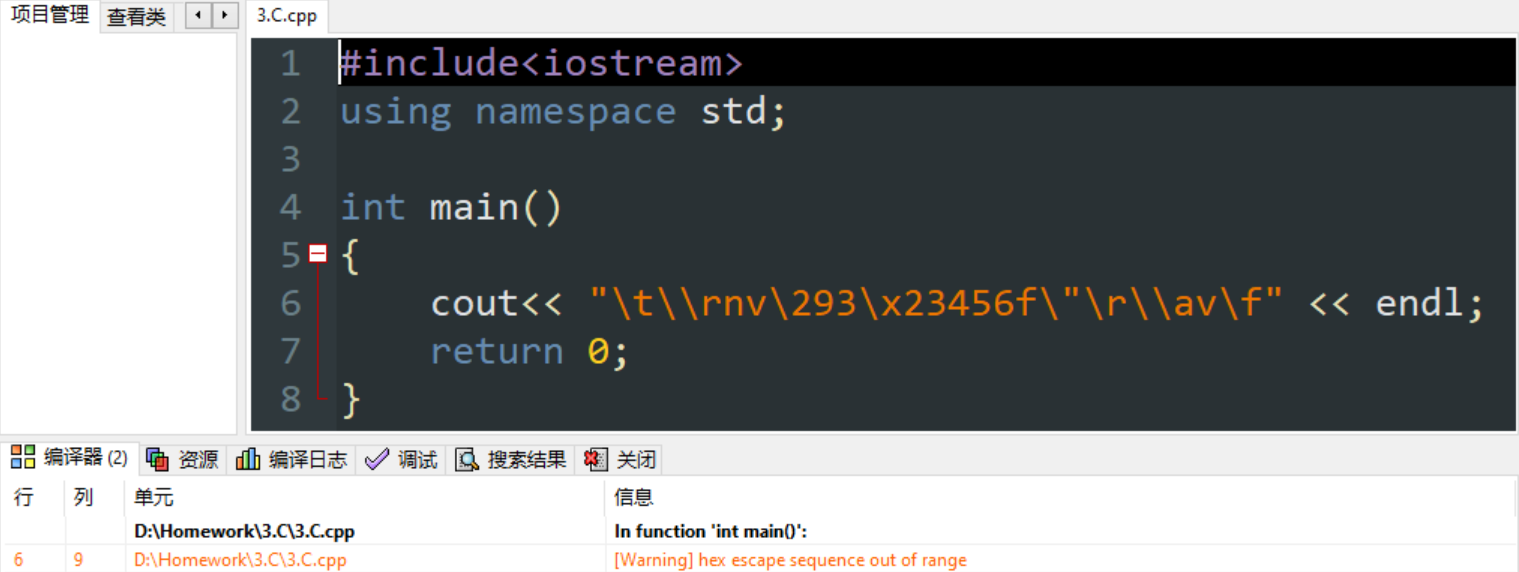 项目管理 查看类 3.C.cpp
1 #include<iostream>
2 using namespace std;
3
4 int main()
5 {
6 cout<< "\t\\rnv\293\x23456f\"\r\\av\f" << endl;
7 return 0;
8 }
编译器 (2) 资源 编译日志 调试 搜索结果 关闭
行 列 单元 信息
D:\Homework\3.C\3.C.cpp In function 'int main()':
6 9 D:\Homework\3.C\3.C.cpp [Warning] hex escape sequence out of range